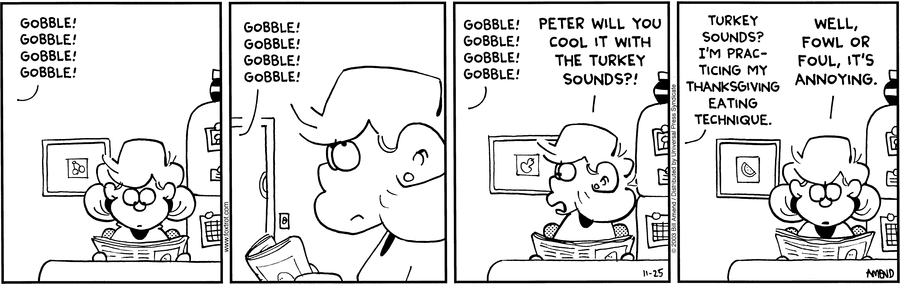 GOBBLE!
GOBBLE!
GOBBLE!
GOBBLE!
GOBBLE!
GOBBLE!
GOBBLE!
GOBBLE!
www.foxtrot.com
GOBBLE!
GOBBLE!
GOBBLE!
GOBBLE!
PETER WILL YOU
COOL IT WITH
THE TURKEY
SOUNDS?!
11-25
© 2003 Bill Amend / Distributed by Universal Press Syndicate
TURKEY
SOUNDS?
I'M PRAC-
TICING MY
THANKSGIVING
EATING
TECHNIQUE.
WELL,
FOWL OR
FOUL, IT'S
ANNOYING.
AMEND